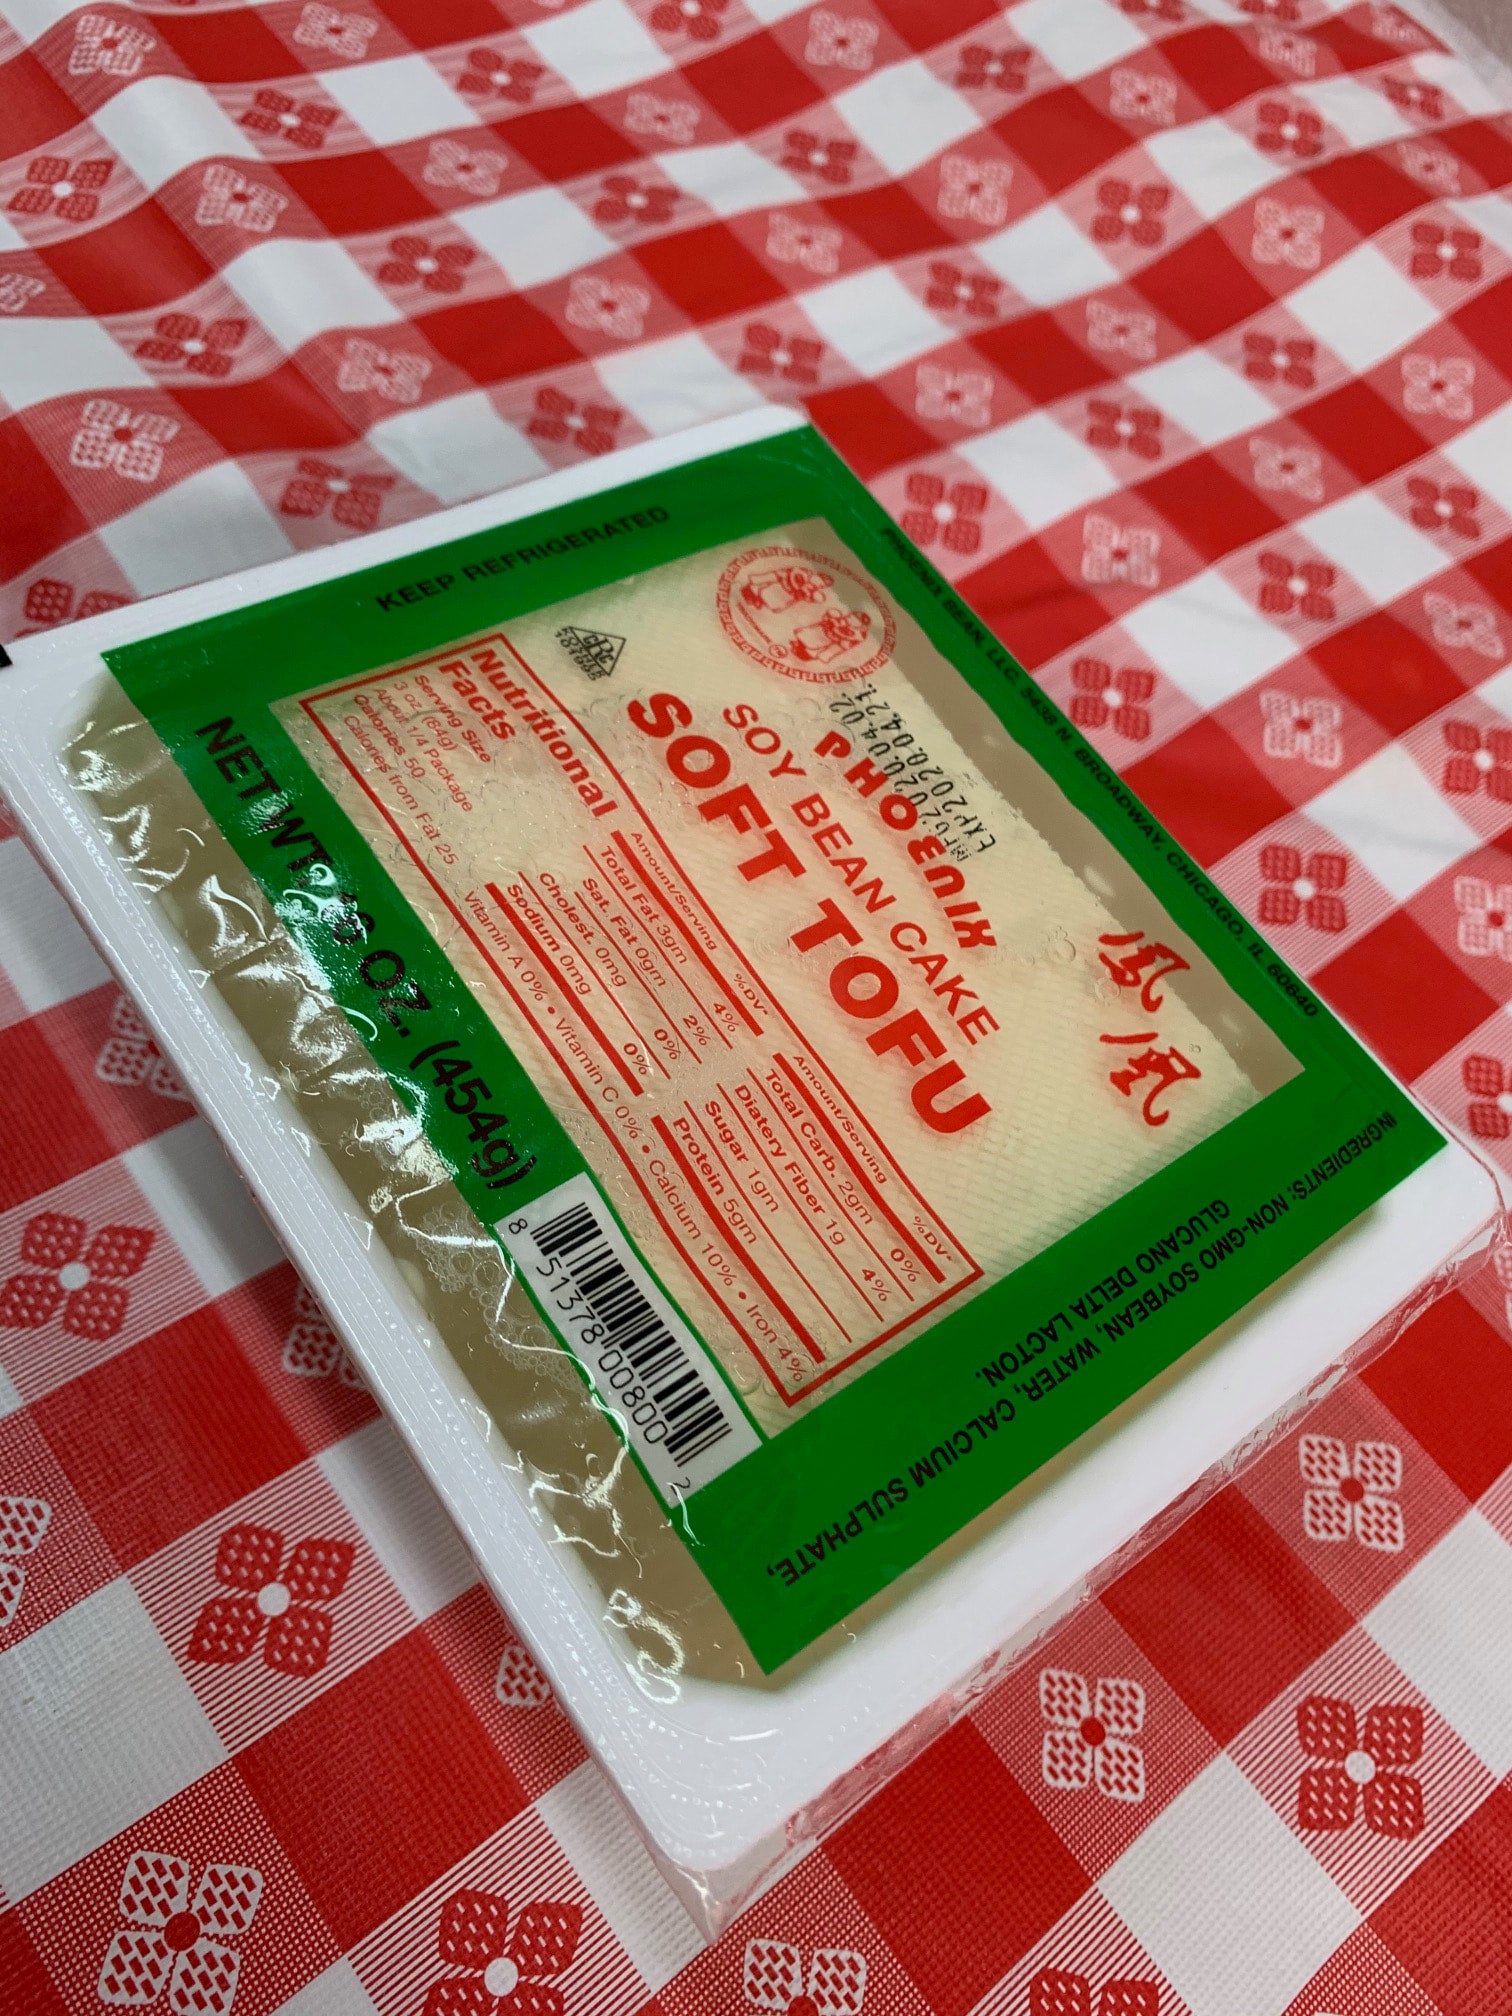 KEEP REFRIGERATED
PHOENIX BEAN, LLC. 5438 N. BROADWAY, CHICAGO, IL 60640
鳳凰
PHOENIX
SOY BEAN CAKE
SOFT TOFU
EXP2020.04.21.
CRC
Nutritional
Facts
Serving Size
3 oz (84g)
About 1/4 Package
Calories 50
Calories from Fat 25
Amount/Serving %DV*
Total Fat 3gm 4%
Sat. Fat 0gm 2%
Cholest. 0mg 0%
Sodium 0mg 0%
Amount/Serving %DV*
Total Carb. 2gm 0%
Diatery Fiber 1g 4%
Sugar 1gm
Protein 5gm
Vitamin A 0% • Vitamin C 0% • Calcium 10% • Iron 4%
NET WT. 16 OZ. (454g)
8 51378 00800 2
INGREDIENTS: NON-GMO SOYBEAN, WATER, CALCIUM SULPHATE,
GLUCANO DELTA LACTON.